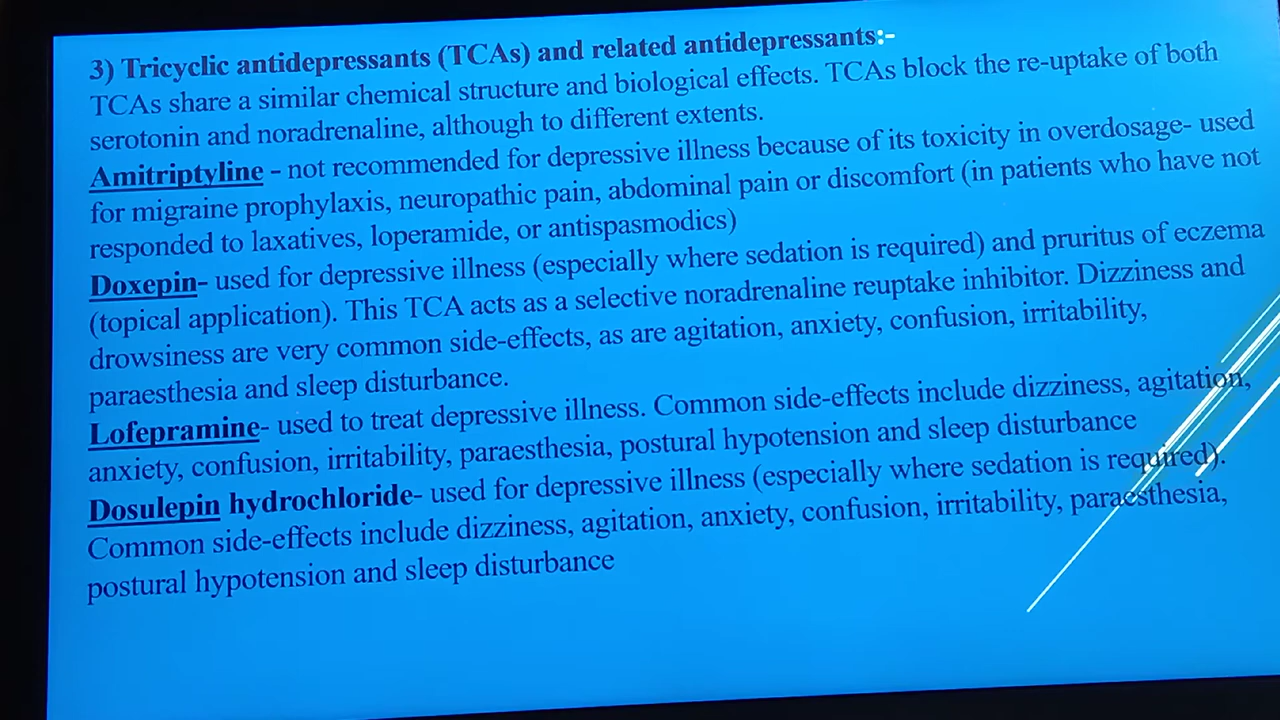 3) Tricyclic antidepressants (TCAs) and related antidepressants:-
TCAs share a similar chemical structure and biological effects. TCAs block the re-uptake of both
serotonin and noradrenaline, although to different extents.
Amitriptyline - not recommended for depressive illness because of its toxicity in overdosage- used
for migraine prophylaxis, neuropathic pain, abdominal pain or discomfort (in patients who have not
responded to laxatives, loperamide, or antispasmodics)
Doxepin- used for depressive illness (especially where sedation is required) and pruritus of eczema
(topical application). This TCA acts as a selective noradrenaline reuptake inhibitor. Dizziness and
drowsiness are very common side-effects, as are agitation, anxiety, confusion, irritability,
paraesthesia and sleep disturbance.
Lofepramine- used to treat depressive illness. Common side-effects include dizziness, agitation,
anxiety, confusion, irritability, paraesthesia, postural hypotension and sleep disturbance
Dosulepin hydrochloride- used for depressive illness (especially where sedation is required).
Common side-effects include dizziness, agitation, anxiety, confusion, irritability, paraesthesia,
postural hypotension and sleep disturbance